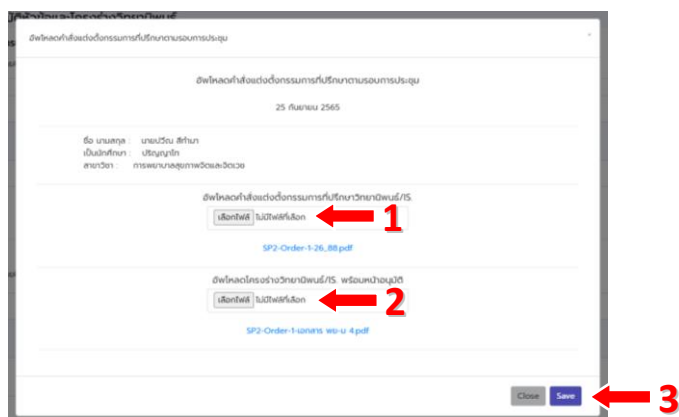 อัพโหลดคำสั่งแต่งตั้งกรรมการที่ปรึกษาตามรอบการประชุม
อัพโหลดคำสั่งแต่งตั้งกรรมการที่ปรึกษาตามรอบการประชุม
25 กันยายน 2565
ชื่อ นามสกุล : นายปวีณ สีทำมา
เป็นนักศึกษา : ปริญญาโท
สาขาวิชา : การพยาบาลสุขภาพจิตและจิตเวช
อัพโหลดคำสั่งแต่งตั้งกรรมการที่ปรึกษาวิทยานิพนธ์/IS.
เลือกไฟล์ ไม่มีไฟล์ที่เลือก 1
SP2-Order-1-26_88.pdf
อัพโหลดโครงร่างวิทยานิพนธ์/IS. พร้อมหน้าอนุมัติ
เลือกไฟล์ ไม่มีไฟล์ที่เลือก 2
SP2-Order-1-เอกสาร พย-ม 4.pdf
Close Save 3